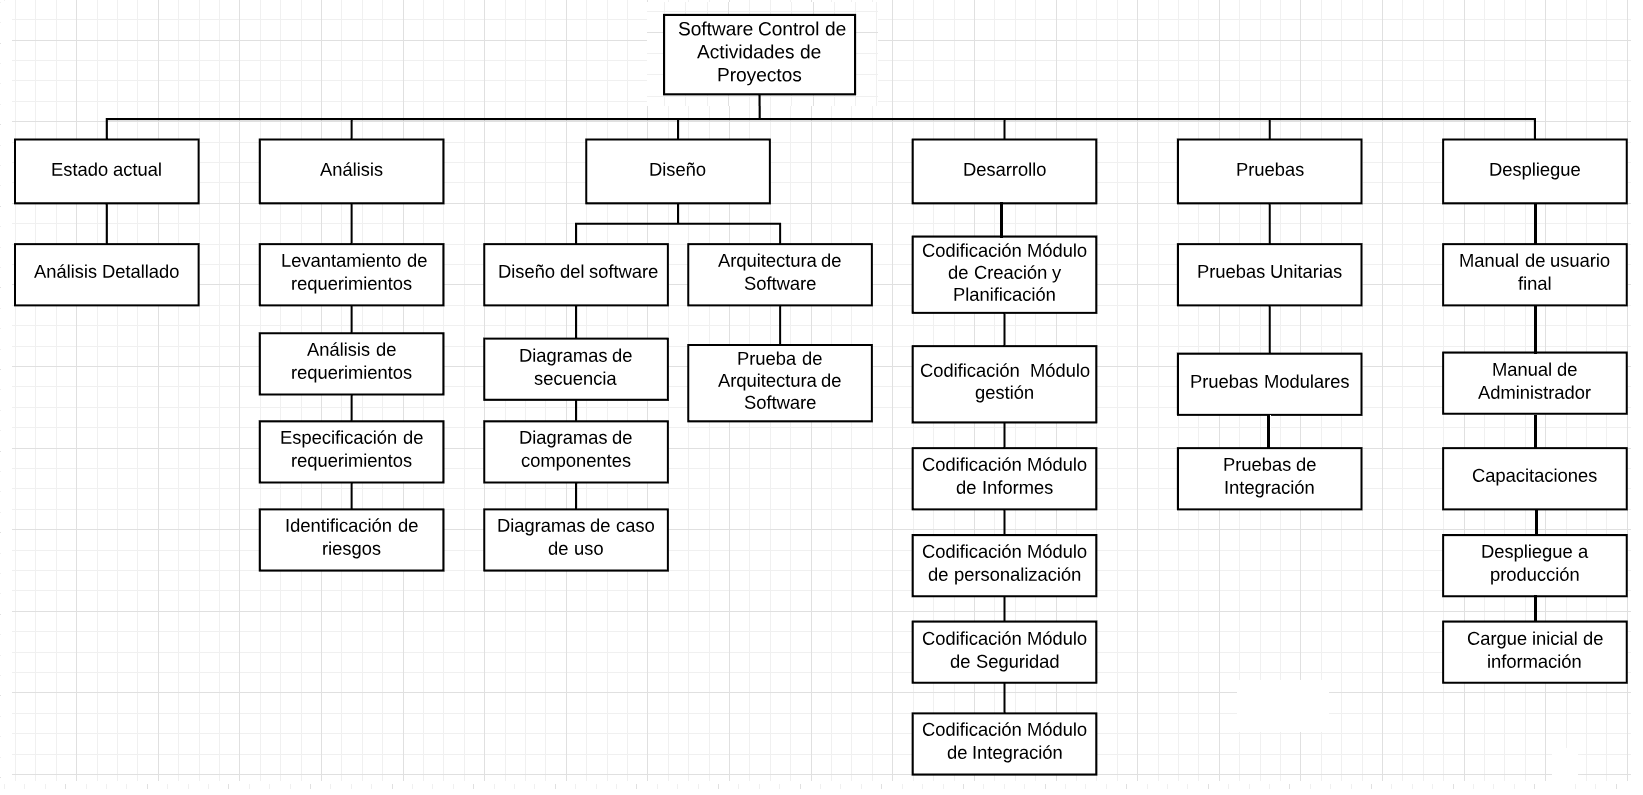 Software Control de
Actividades de
Proyectos
Estado actual
Análisis
Diseño
Desarrollo
Pruebas
Despliegue
Análisis Detallado
Levantamiento de
requerimientos
Análisis de
requerimientos
Especificación de
requerimientos
Identificación de
riesgos
Diseño del software
Diagramas de
secuencia
Diagramas de
componentes
Diagramas de caso
de uso
Arquitectura de
Software
Prueba de
Arquitectura de
Software
Codificación Módulo
de Creación y
Planificación
Codificación  Módulo
gestión
Codificación Módulo
de Informes
Codificación Módulo
de personalización
Codificación Módulo
de Seguridad
Codificación Módulo
de Integración
Pruebas Unitarias
Pruebas Modulares
Pruebas de
Integración
Manual de usuario
final
Manual de
Administrador
Capacitaciones
Despliegue a
producción
Cargue inicial de
información